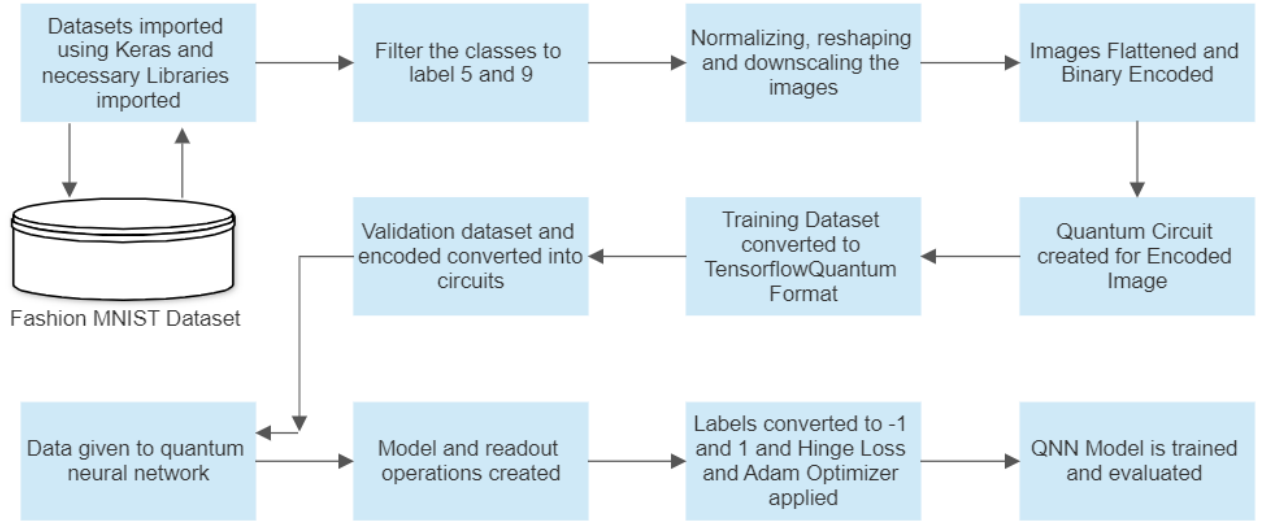 Datasets imported
using Keras and
necessary Libraries
imported
Filter the classes to
label 5 and 9
Normalizing, reshaping
and downscaling the
images
Images Flattened and
Binary Encoded
Fashion MNIST Dataset
Quantum Circuit
created for Encoded
Image
Training Dataset
converted to
TensorflowQuantum
Format
Validation dataset and
encoded converted into
circuits
Data given to quantum
neural network
Model and readout
operations created
Labels converted to -1
and 1 and Hinge Loss
and Adam Optimizer
applied
QNN Model is trained
and evaluated